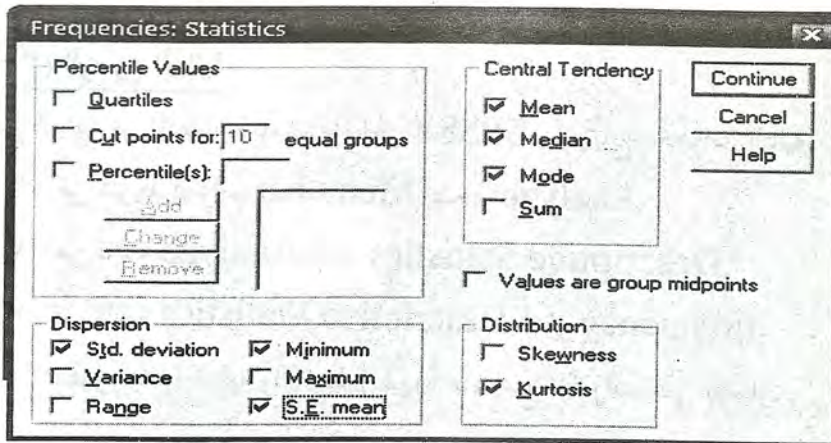 Frequencies: Statistics
Percentile Values
Quartiles
Cut points for: 10 equal groups
Percentile(s):
Add
Change
Remove
Central Tendency
Mean
Median
Mode
Sum
Continue
Cancel
Help
Values are group midpoints
Dispersion
Std. deviation Minimum
Variance Maximum
Range S.E. mean
Distribution
Skewness
Kurtosis